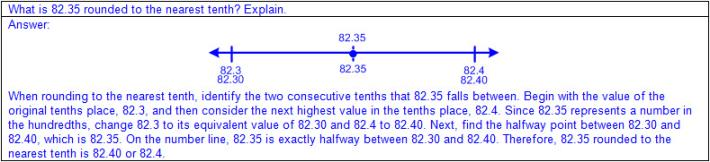 What is 82.35 rounded to the nearest tenth? Explain.
Answer:
82.35
82.3 82.35 82.4
82.30 82.40
When rounding to the nearest tenth, identify the two consecutive tenths that 82.35 falls between. Begin with the value of the
original tenths place, 82.3, and then consider the next highest value in the tenths place, 82.4. Since 82.35 represents a number in
the hundredths, change 82.3 to its equivalent value of 82.30 and 82.4 to 82.40. Next, find the halfway point between 82.30 and
82.40, which is 82.35. On the number line, 82.35 is exactly halfway between 82.30 and 82.40. Therefore, 82.35 rounded to the
nearest tenth is 82.40 or 82.4.